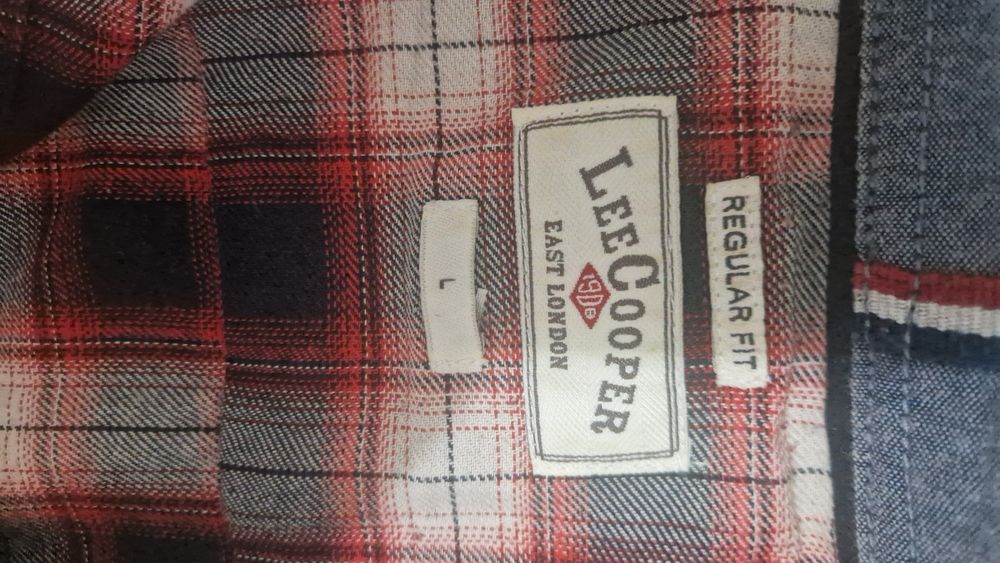 REGULAR FIT
LEE COOPER
1908
EAST LONDON
L